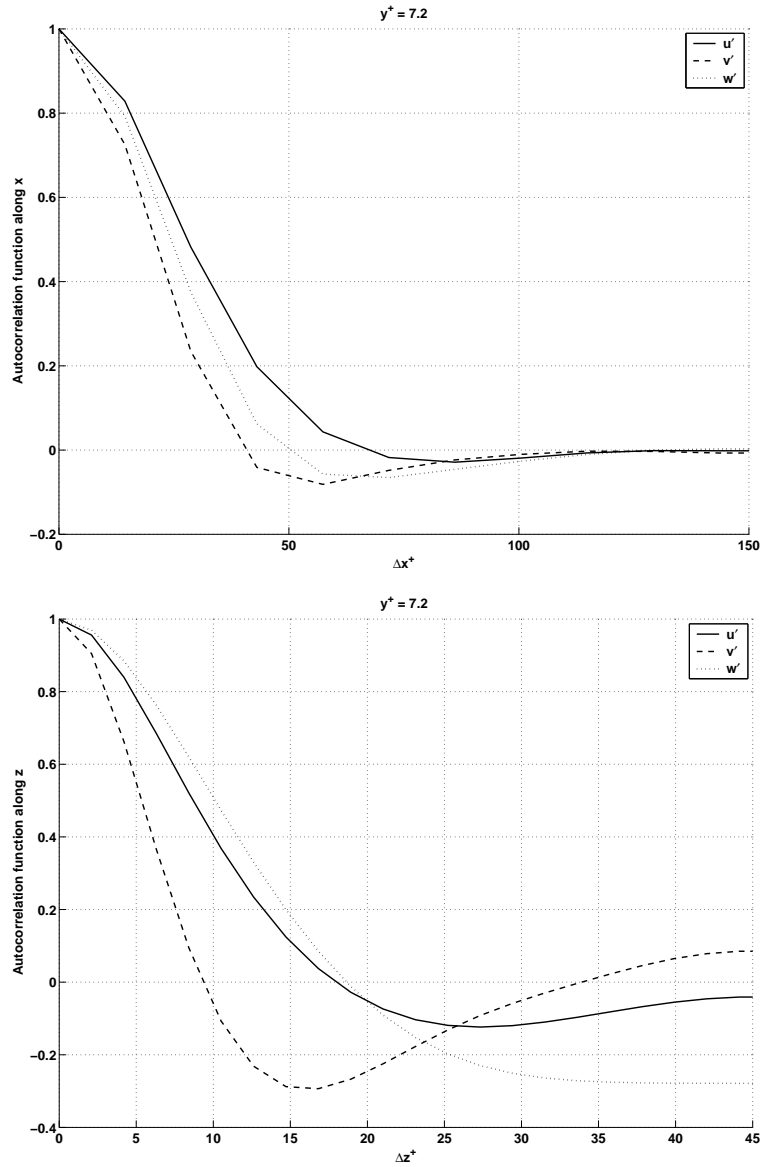 y+ = 7.2
u′
v′
w′
Autocorrelation function along x
1
0.8
0.6
0.4
0.2
0
−0.2
0
50
100
150
Δx+
y+ = 7.2
u′
v′
w′
Autocorrelation function along z
1
0.8
0.6
0.4
0.2
0
−0.2
−0.4
0
5
10
15
20
25
30
35
40
45
Δz+